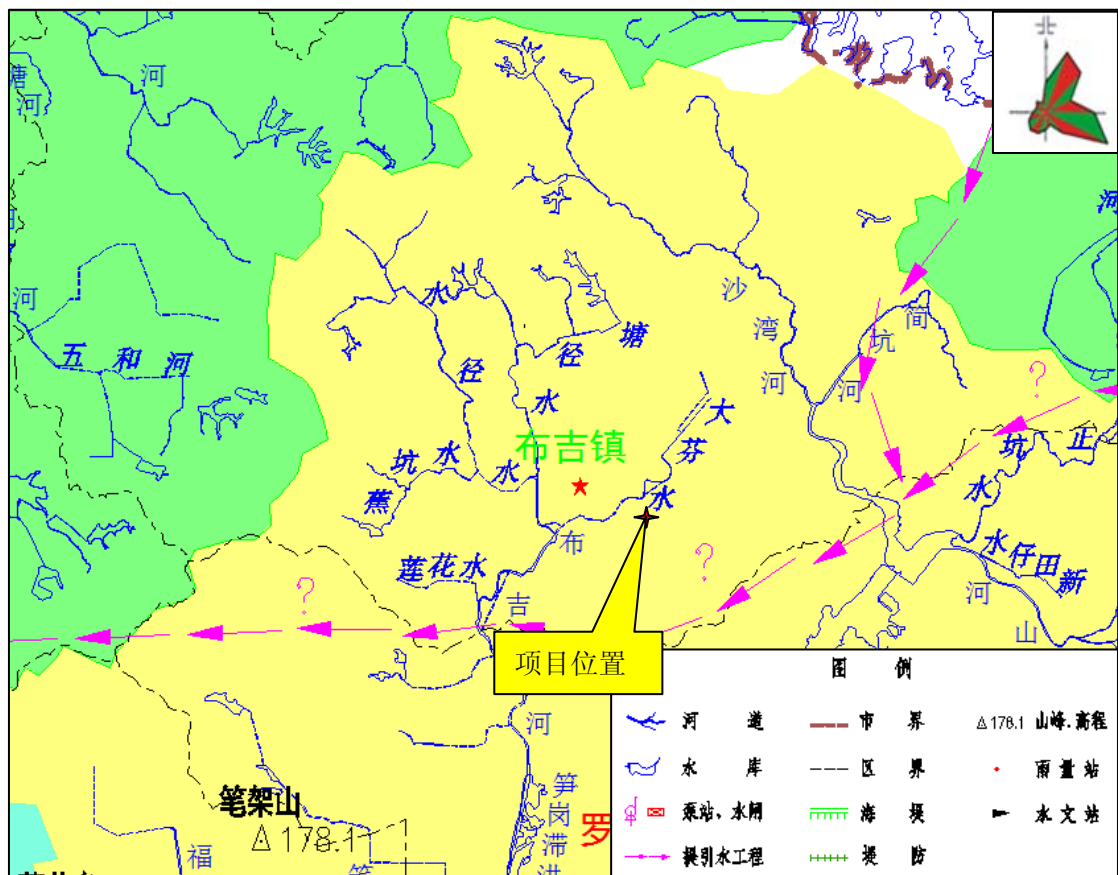 北
塘河
河
河
河
五和河
沙湾河
简坑河
水径水
塘径水
大芬水
布吉镇
蕉坑水
莲花水
正坑水
新田仔水
布吉河
山河
?
?
?
?
项目位置
笔架山
△178.1
福
笋岗滞洪
罗
图例
河道
市界
△178.1 山峰.高程
水库
区界
雨量站
泵站、水闸
海堤
水文站
提引水工程
堤防